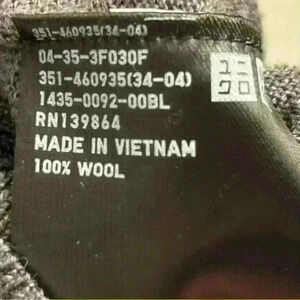 351-460935(34-04)
04-35-3F030F
351-460935(34-04)
1435-0092-00BL
RN139864
MADE IN VIETNAM
100% WOOL